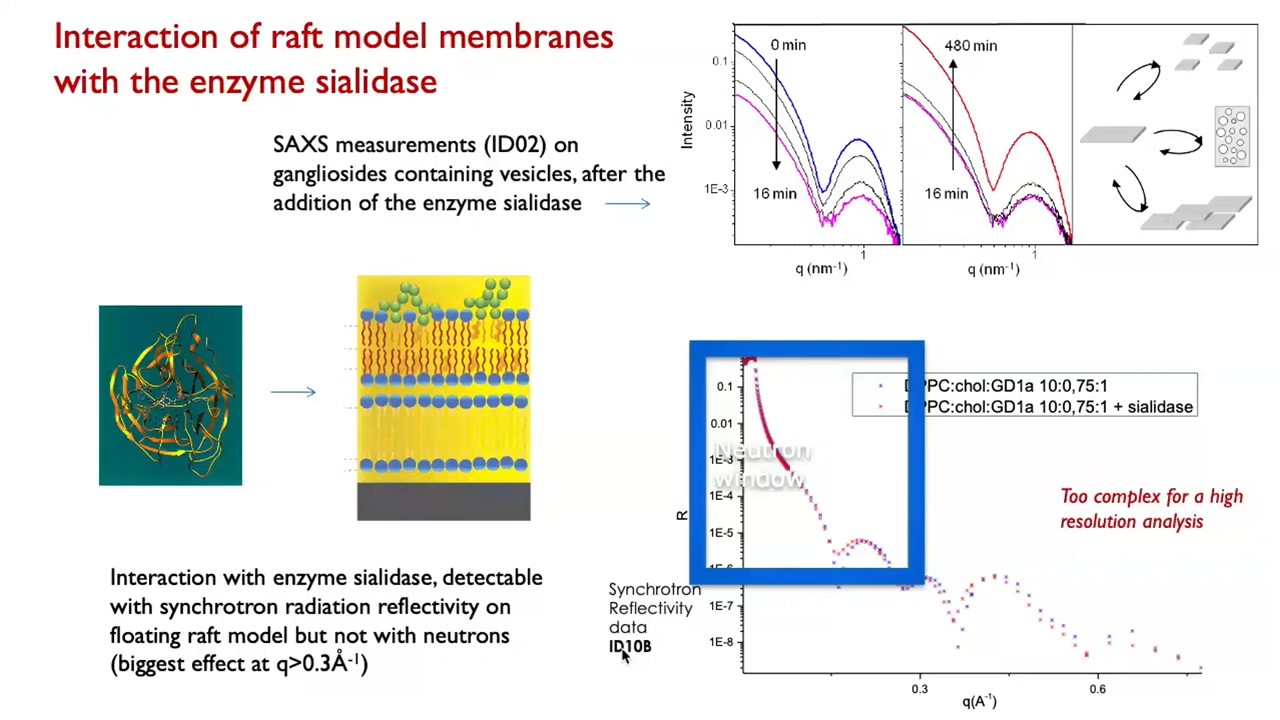 Interaction of raft model membranes
with the enzyme sialidase
SAXS measurements (ID02) on
gangliosides containing vesicles, after the
addition of the enzyme sialidase
Intensity
0.1
0.01
1E-3
0 min
16 min
1
q (nm-1)
480 min
16 min
1
q (nm-1)
Interaction with enzyme sialidase, detectable
with synchrotron radiation reflectivity on
floating raft model but not with neutrons
(biggest effect at q>0.3Å-1)
Synchrotron
Reflectivity
data
ID10B
R
0.1
0.01
1E-3
1E-4
1E-5
1E-7
1E-8
Neutron
window
DPPC:chol:GD1a 10:0,75:1
DPPC:chol:GD1a 10:0,75:1 + sialidase
0.3
0.6
q(A-1)
Too complex for a high
resolution analysis